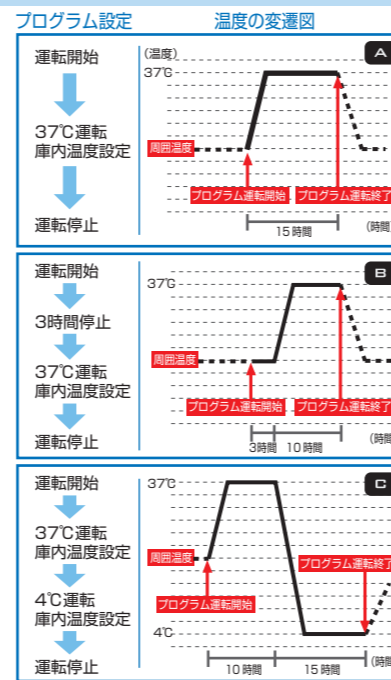 プログラム設定
温度の変遷図
運転開始
37℃運転
庫内温度設定
運転停止
(温度)
A
37℃
周囲温度
プログラム運転開始
プログラム運転終了
15時間
(時間
運転開始
3時間停止
37℃運転
庫内温度設定
運転停止
B
37℃
周囲温度
プログラム運転開始
プログラム運転終了
3時間
10時間
(時間
運転開始
37℃運転
庫内温度設定
4℃運転
庫内温度設定
運転停止
C
37℃
周囲温度
プログラム運転終了
プログラム運転開始
4℃
10時間
15時間
(時間